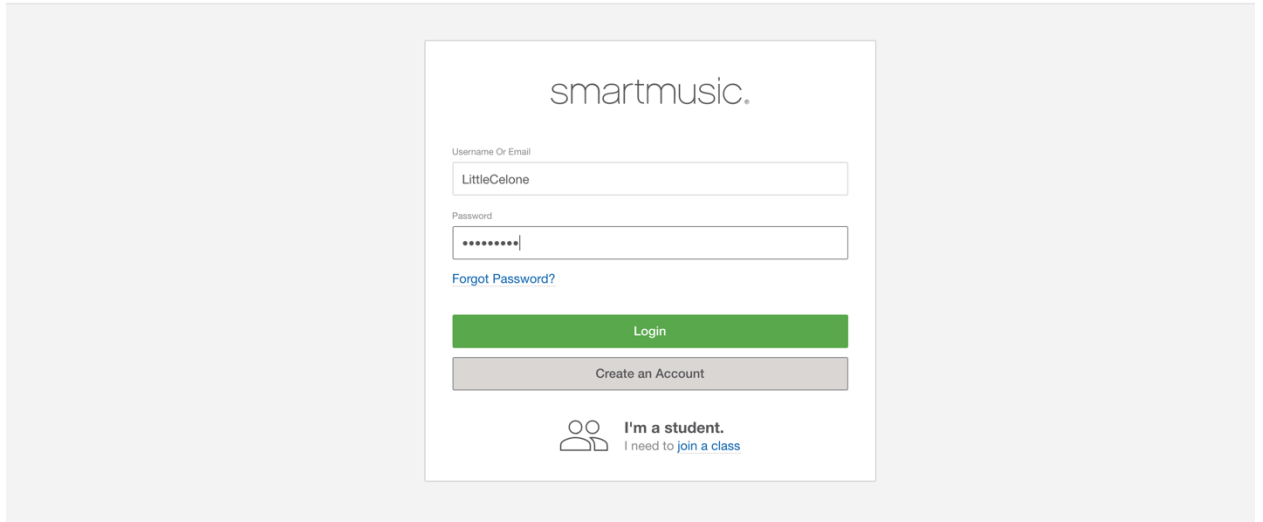 smartmusic.®
Username Or Email
LittleCelone
Password
•••••••••
Forgot Password?
Login
Create an Account
I'm a student.
I need to join a class